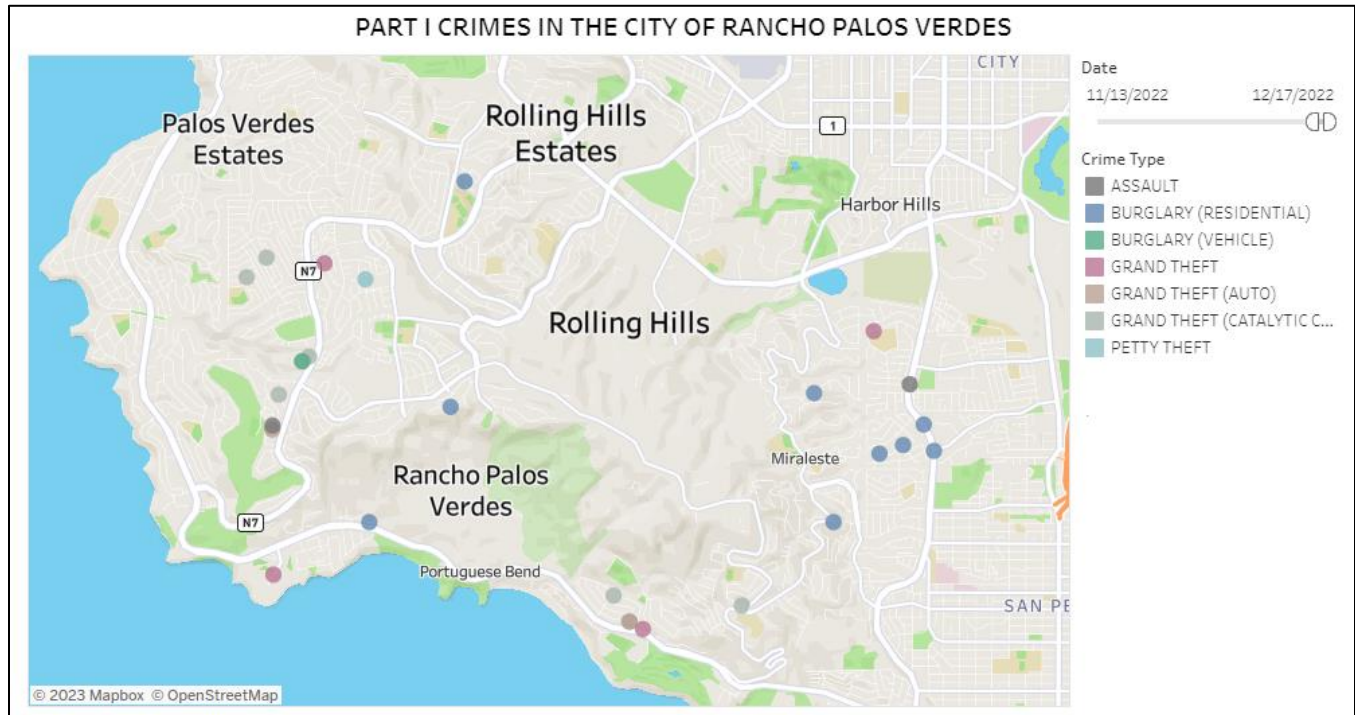 PART I CRIMES IN THE CITY OF RANCHO PALOS VERDES
CITY
Palos Verdes
Estates
Rolling Hills
Estates
1
Harbor Hills
N7
Rolling Hills
Miraleste
Rancho Palos
Verdes
N7
Portuguese Bend
SAN PE
© 2023 Mapbox © OpenStreetMap
Date
11/13/2022 12/17/2022
Crime Type
ASSAULT
BURGLARY (RESIDENTIAL)
BURGLARY (VEHICLE)
GRAND THEFT
GRAND THEFT (AUTO)
GRAND THEFT (CATALYTIC C...
PETTY THEFT